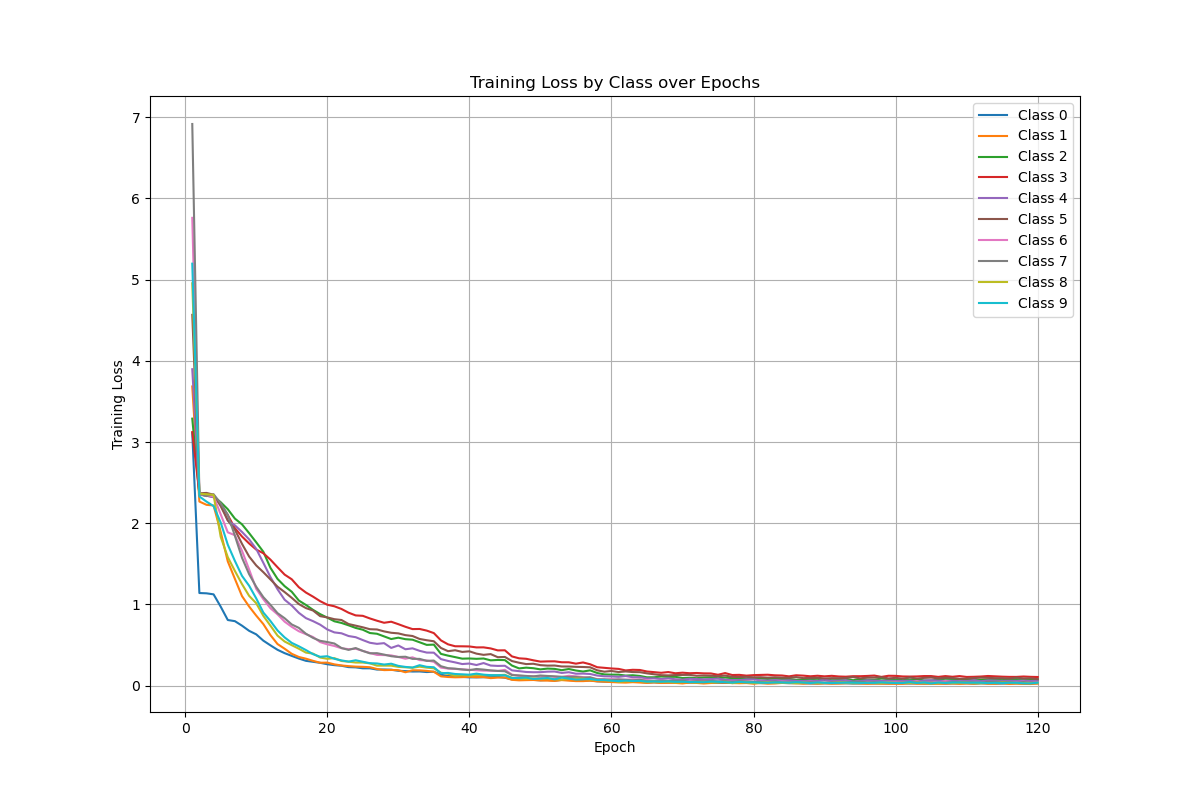 Training Loss by Class over Epochs
7
6
5
4
3
2
1
0
Training Loss
Class 0
Class 1
Class 2
Class 3
Class 4
Class 5
Class 6
Class 7
Class 8
Class 9
0 20 40 60 80 100 120
Epoch